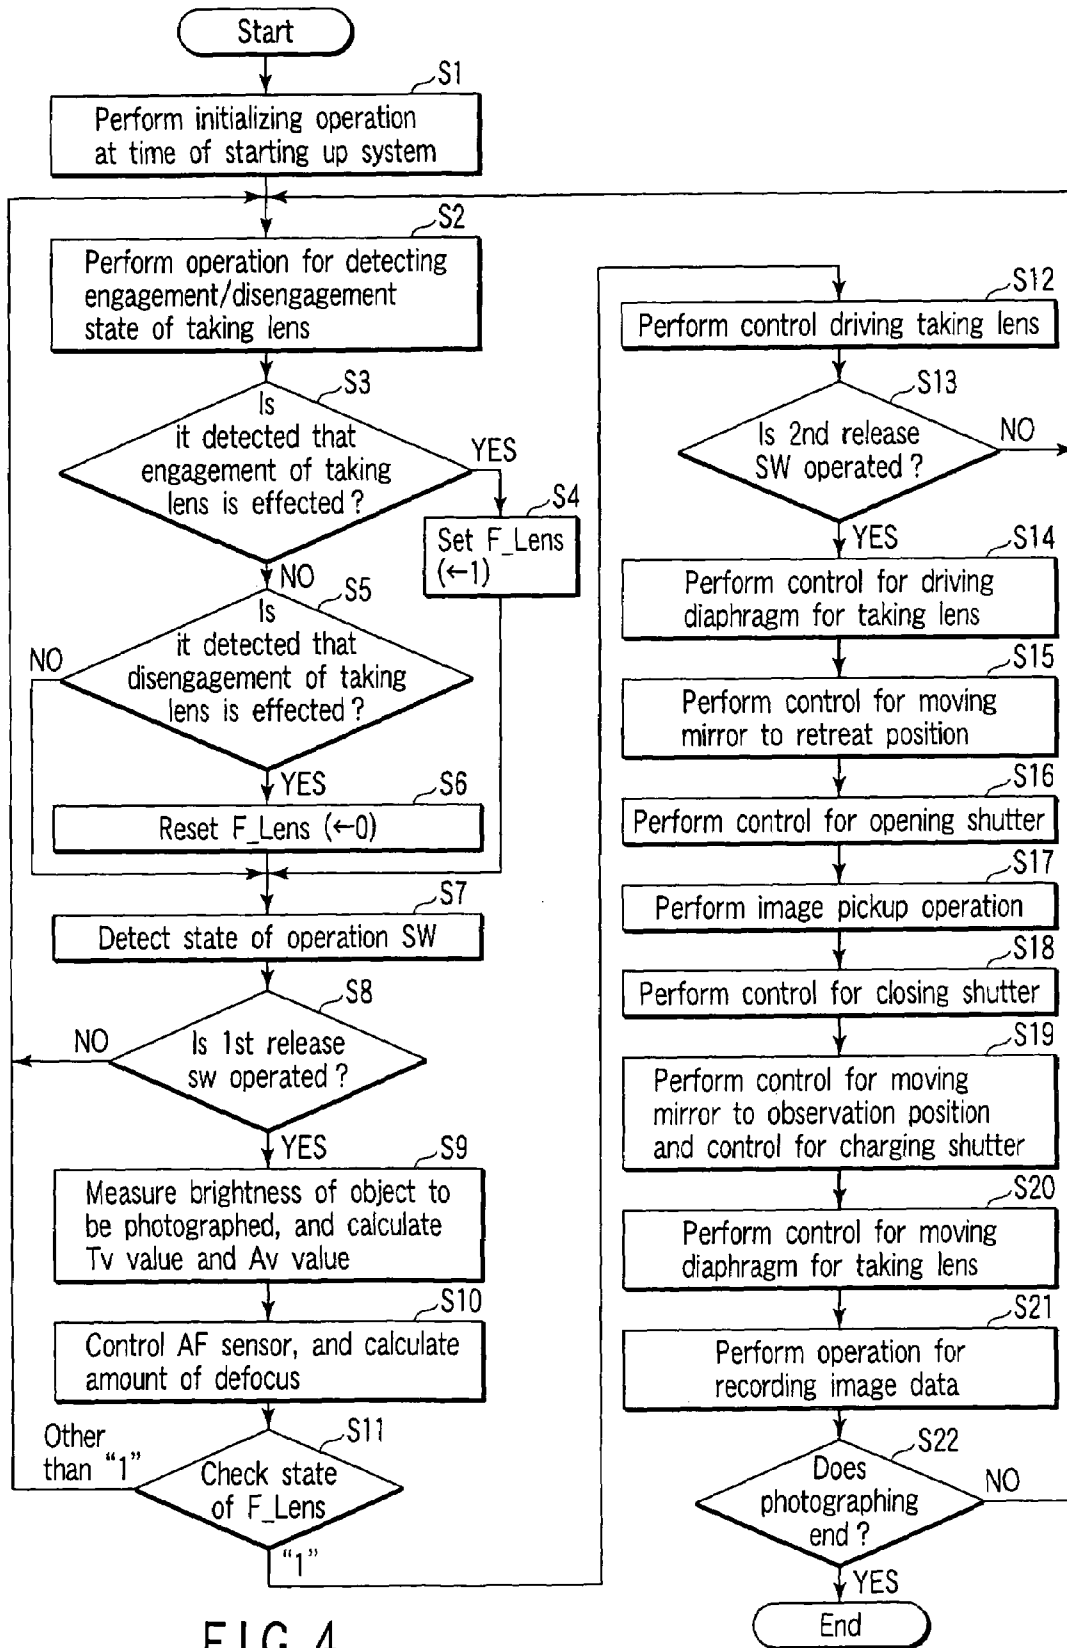 Start
S1
Perform initializing operation
at time of starting up system
S2
Perform operation for detecting
engagement/disengagement
state of taking lens
S3
Is
it detected that
engagement of taking
lens is effected?
YES
S4
Set F_Lens
(←1)
NO
S5
Is
it detected that
disengagement of taking
lens is effected?
NO
YES
S6
Reset F_Lens (←0)
S7
Detect state of operation SW
S8
Is 1st release
sw operated?
NO
YES
S9
Measure brightness of object to
be photographed, and calculate
Tv value and Av value
S10
Control AF sensor, and calculate
amount of defocus
S11
Check state
of F_Lens
Other
than "1"
"1"
S12
Perform control driving taking lens
S13
Is 2nd release
SW operated?
NO
YES
S14
Perform control for driving
diaphragm for taking lens
S15
Perform control for moving
mirror to retreat position
S16
Perform control for opening shutter
S17
Perform image pickup operation
S18
Perform control for closing shutter
S19
Perform control for moving
mirror to observation position
and control for charging shutter
S20
Perform control for moving
diaphragm for taking lens
S21
Perform operation for
recording image data
S22
Does
photographing
end?
NO
YES
End
FIG. 4